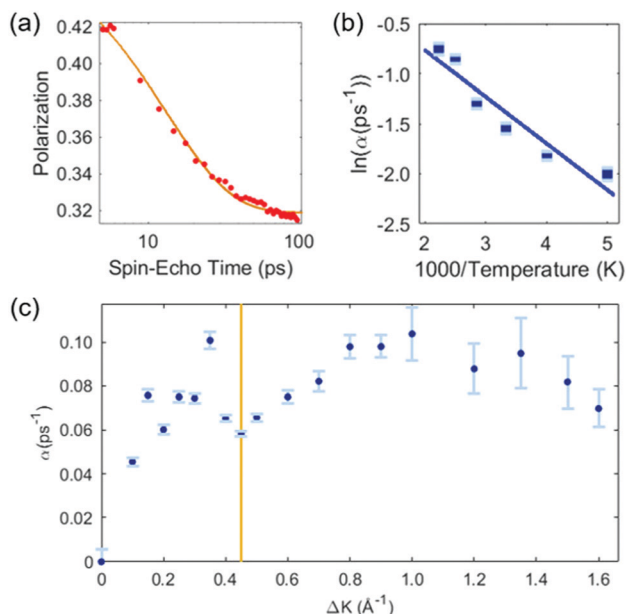 (a)
0.42
0.40
0.38
0.36
0.34
0.32
Polarization
10
100
Spin-Echo Time (ps)
(b)
-0.5
-1.0
-1.5
-2.0
-2.5
ln(α(ps⁻¹))
2 3 4 5
1000/Temperature (K)
(c)
0.10
0.08
0.06
0.04
0.02
0
α(ps⁻¹)
0 0.2 0.4 0.6 0.8 1.0 1.2 1.4 1.6
ΔK (Å⁻¹)